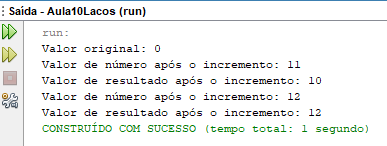 Saída - Aula10Lacos (run)
run:
Valor original: 0
Valor de número após o incremento: 11
Valor de resultado após o incremento: 10
Valor de número após o incremento: 12
Valor de resultado após o incremento: 12
CONSTRUÍDO COM SUCESSO (tempo total: 1 segundo)